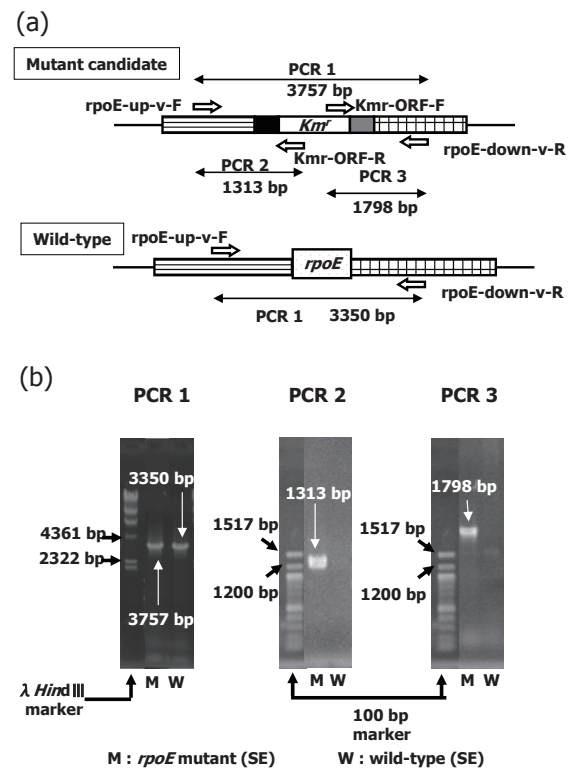 (a)
Mutant candidate
PCR 1
3757 bp
rpoE-up-v-F
Kmr-ORF-F
Kmʳ
Kmr-ORF-R
rpoE-down-v-R
PCR 2
1313 bp
PCR 3
1798 bp
Wild-type
rpoE-up-v-F
rpoE
rpoE-down-v-R
PCR 1 3350 bp
(b)
PCR 1 PCR 2 PCR 3
3350 bp
4361 bp
2322 bp
3757 bp
1313 bp
1517 bp
1200 bp
1798 bp
1517 bp
1200 bp
M W M W M W
λ Hind III
marker
100 bp
marker
M : rpoE mutant (SE) W : wild-type (SE)